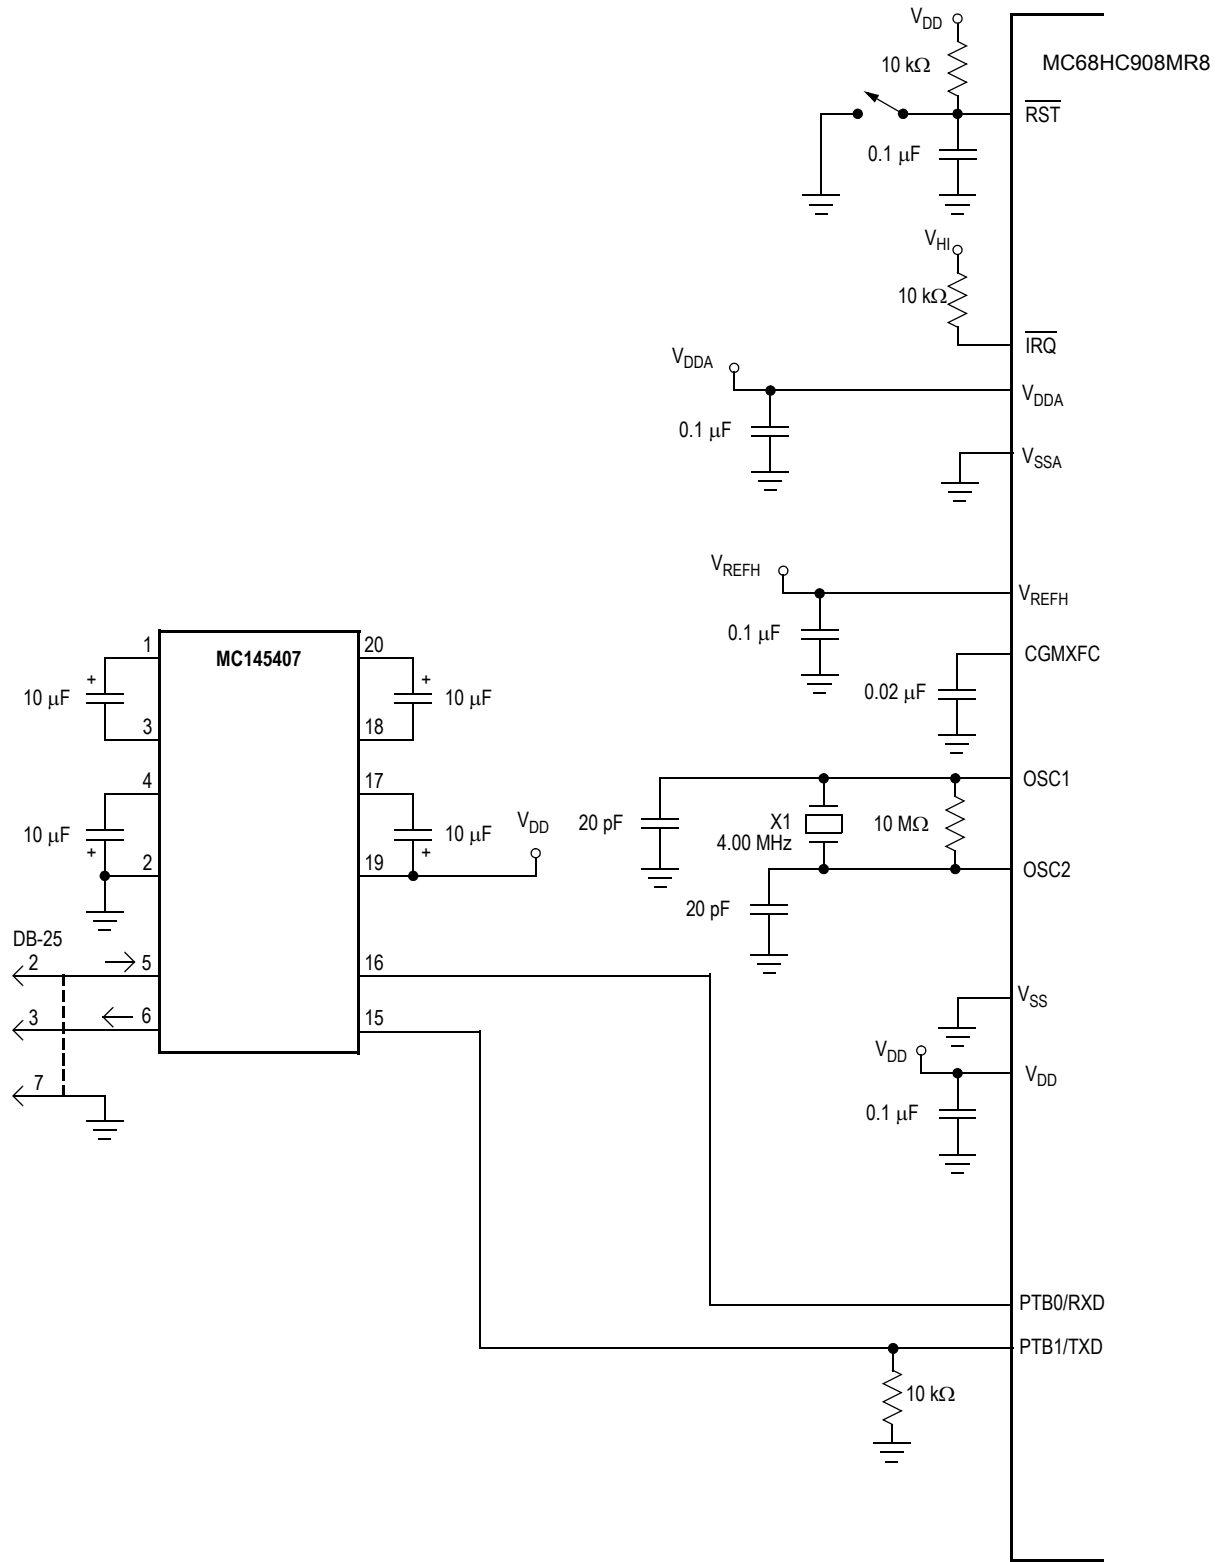 V_DD
MC68HC908MR8
10 kΩ
RST
0.1 µF
V_HI
10 kΩ
IRQ
V_DDA
V_DDA
0.1 µF
V_SSA
V_REFH
V_REFH
0.1 µF
CGMXFC
0.02 µF
MC145407
1
20
+
10 µF
+
10 µF
3
18
4
17
10 µF
+
10 µF
+
V_DD
2
19
OSC1
20 pF
X1
4.00 MHz
10 MΩ
OSC2
20 pF
DB-25
2
5
16
3
6
15
7
V_SS
V_DD
V_DD
0.1 µF
PTB0/RXD
PTB1/TXD
10 kΩ